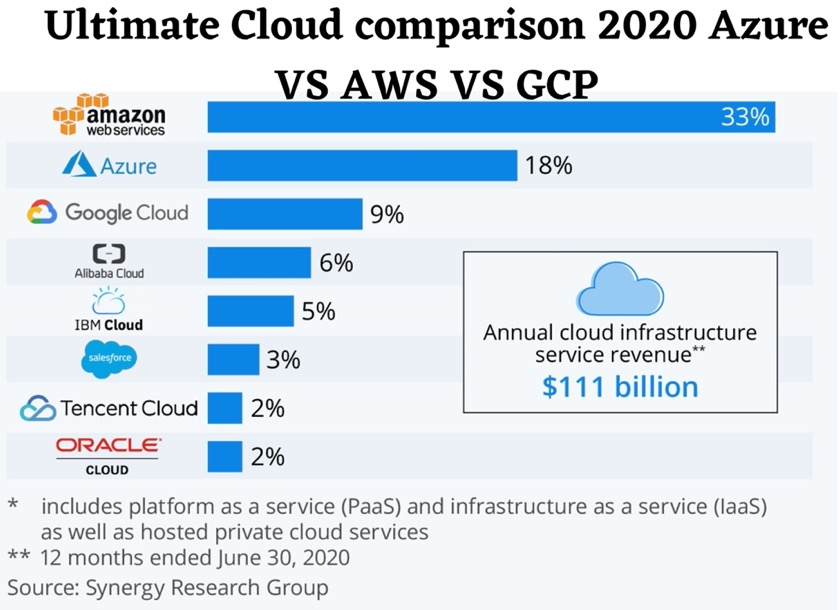 Ultimate Cloud comparison 2020 Azure
VS AWS VS GCP
amazon
webservices
33%
Azure
18%
Google Cloud
9%
Alibaba Cloud
6%
IBM Cloud
5%
salesforce
3%
Tencent Cloud
2%
ORACLE®
CLOUD
2%
Annual cloud infrastructure
service revenue**
$111 billion
* includes platform as a service (PaaS) and infrastructure as a service (IaaS)
as well as hosted private cloud services
** 12 months ended June 30, 2020
Source: Synergy Research Group